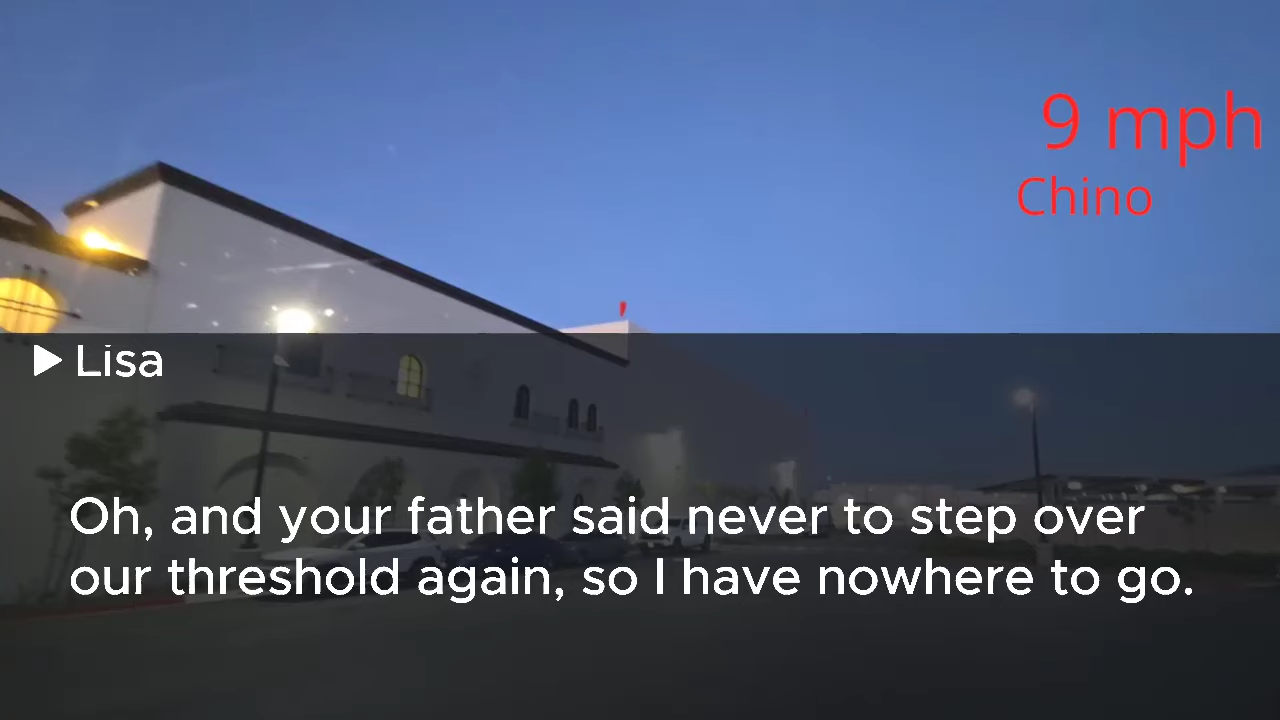 9 mph
Chino
Lisa
Oh, and your father said never to step over
our threshold again, so I have nowhere to go.